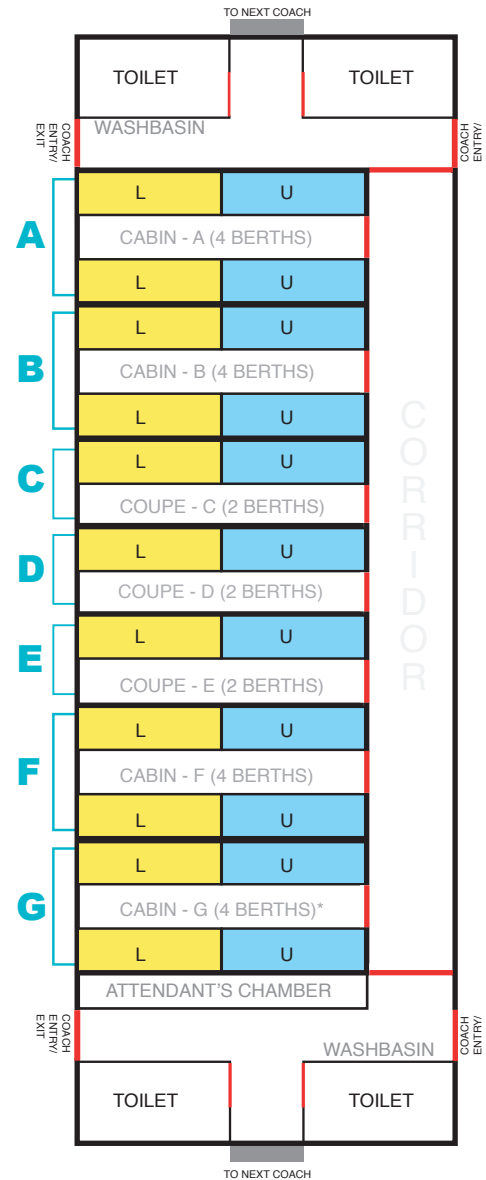 TO NEXT COACH
TOILET
TOILET
WASHBASIN
COACH
ENTRY/
EXIT
COACH
ENTRY/
A
L
U
CABIN - A (4 BERTHS)
L
U
B
L
U
CABIN - B (4 BERTHS)
L
U
C
L
U
COUPE - C (2 BERTHS)
D
L
U
COUPE - D (2 BERTHS)
E
L
U
COUPE - E (2 BERTHS)
F
L
U
CABIN - F (4 BERTHS)
L
U
G
L
U
CABIN - G (4 BERTHS)*
L
U
CORRIDOR
ATTENDANT'S CHAMBER
COACH
ENTRY/
EXIT
COACH
ENTRY/
WASHBASIN
TOILET
TOILET
TO NEXT COACH